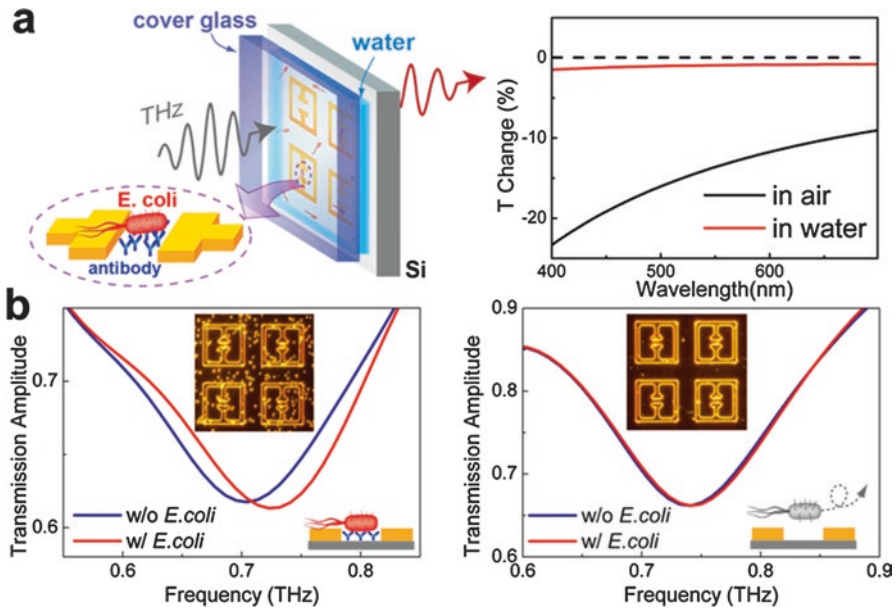 a
cover glass
water
THz
E. coli
antibody
Si
T Change (%)
0
-10
-20
in air
in water
400
500
600
Wavelength(nm)
b
Transmission Amplitude
0.7
0.6
w/o E.coli
w/ E.coli
0.6
0.7
0.8
Frequency (THz)
Transmission Amplitude
0.9
0.8
0.7
0.6
w/o E.coli
w/ E.coli
0.6
0.7
0.8
0.9
Frequency (THz)